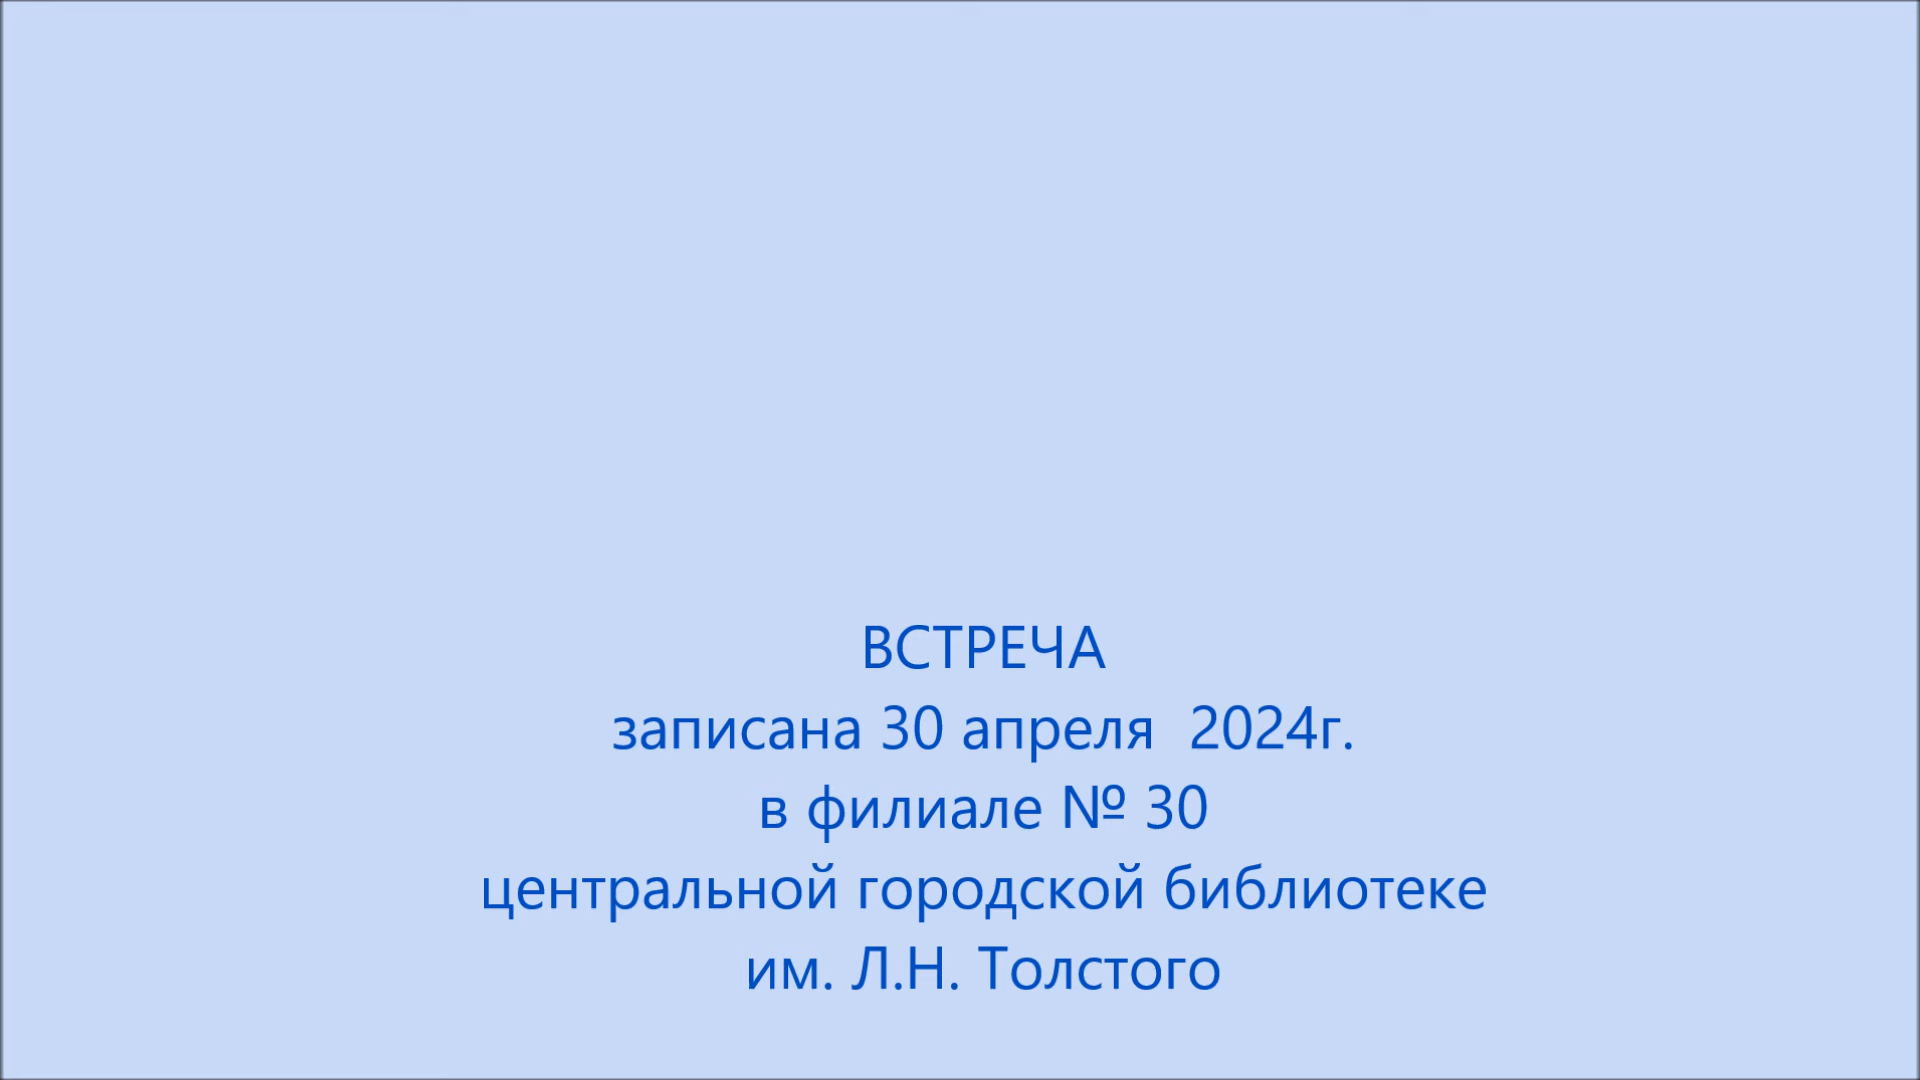 ВСТРЕЧА
записана 30 апреля  2024г.
в филиале № 30
центральной городской библиотеке
им. Л.Н. Толстого